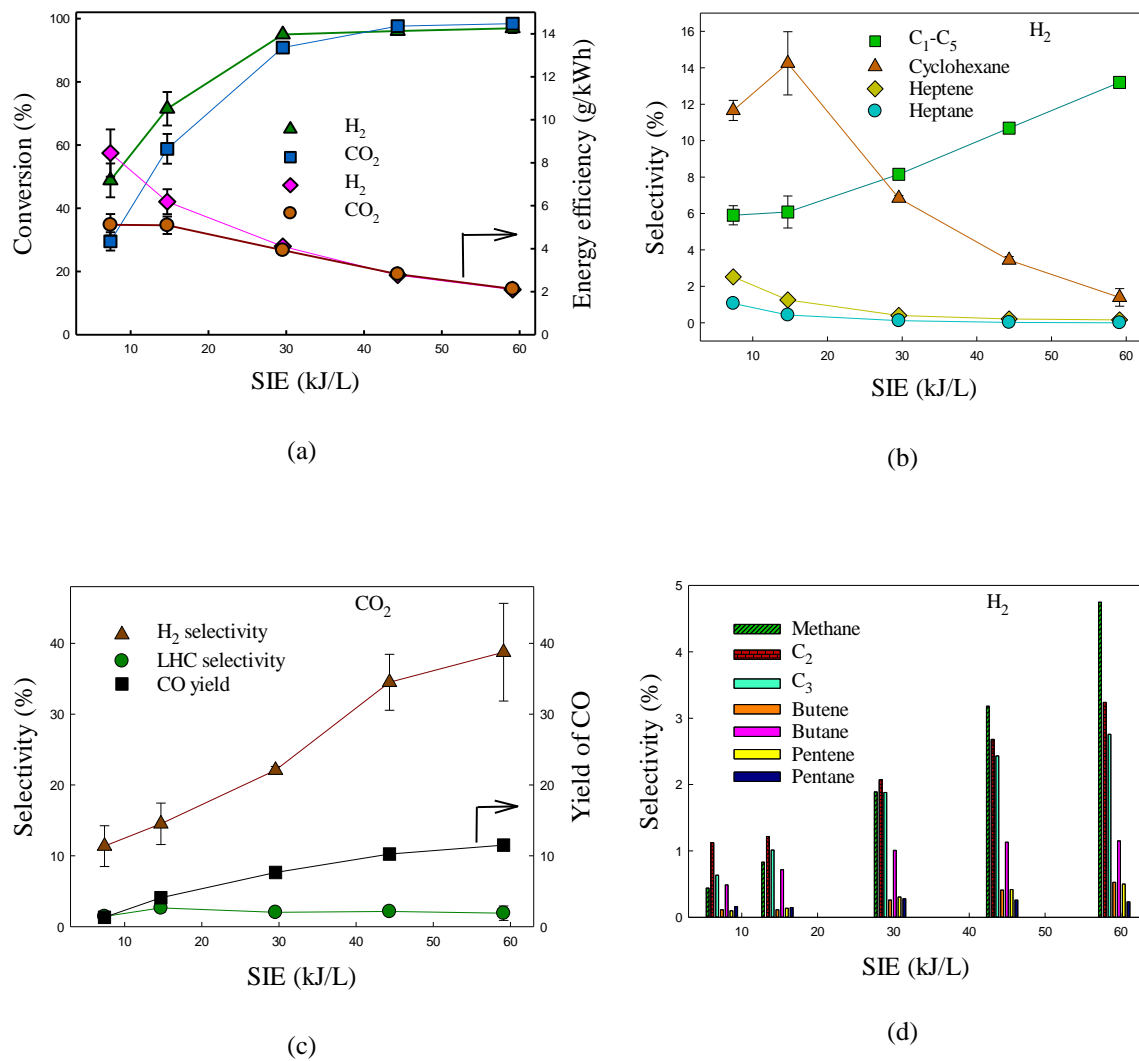 100
80
60
40
20
0
14
12
10
8
6
4
2
0
10 20 30 40 50 60
Conversion (%)
Energy efficiency (g/kWh)
H2
CO2
H2
CO2
SIE (kJ/L)
(a)
16
14
12
10
8
6
4
2
0
10 20 30 40 50 60
Selectivity (%)
H2
C1-C5
Cyclohexane
Heptene
Heptane
SIE (kJ/L)
(b)
40
30
20
10
0
40
30
20
10
0
10 20 30 40 50 60
Selectivity (%)
Yield of CO
CO2
H2 selectivity
LHC selectivity
CO yield
SIE (kJ/L)
(c)
5
4
3
2
1
0
10 20 30 40 50 60
Selectivity (%)
H2
Methane
C2
C3
Butene
Butane
Pentene
Pentane
SIE (kJ/L)
(d)